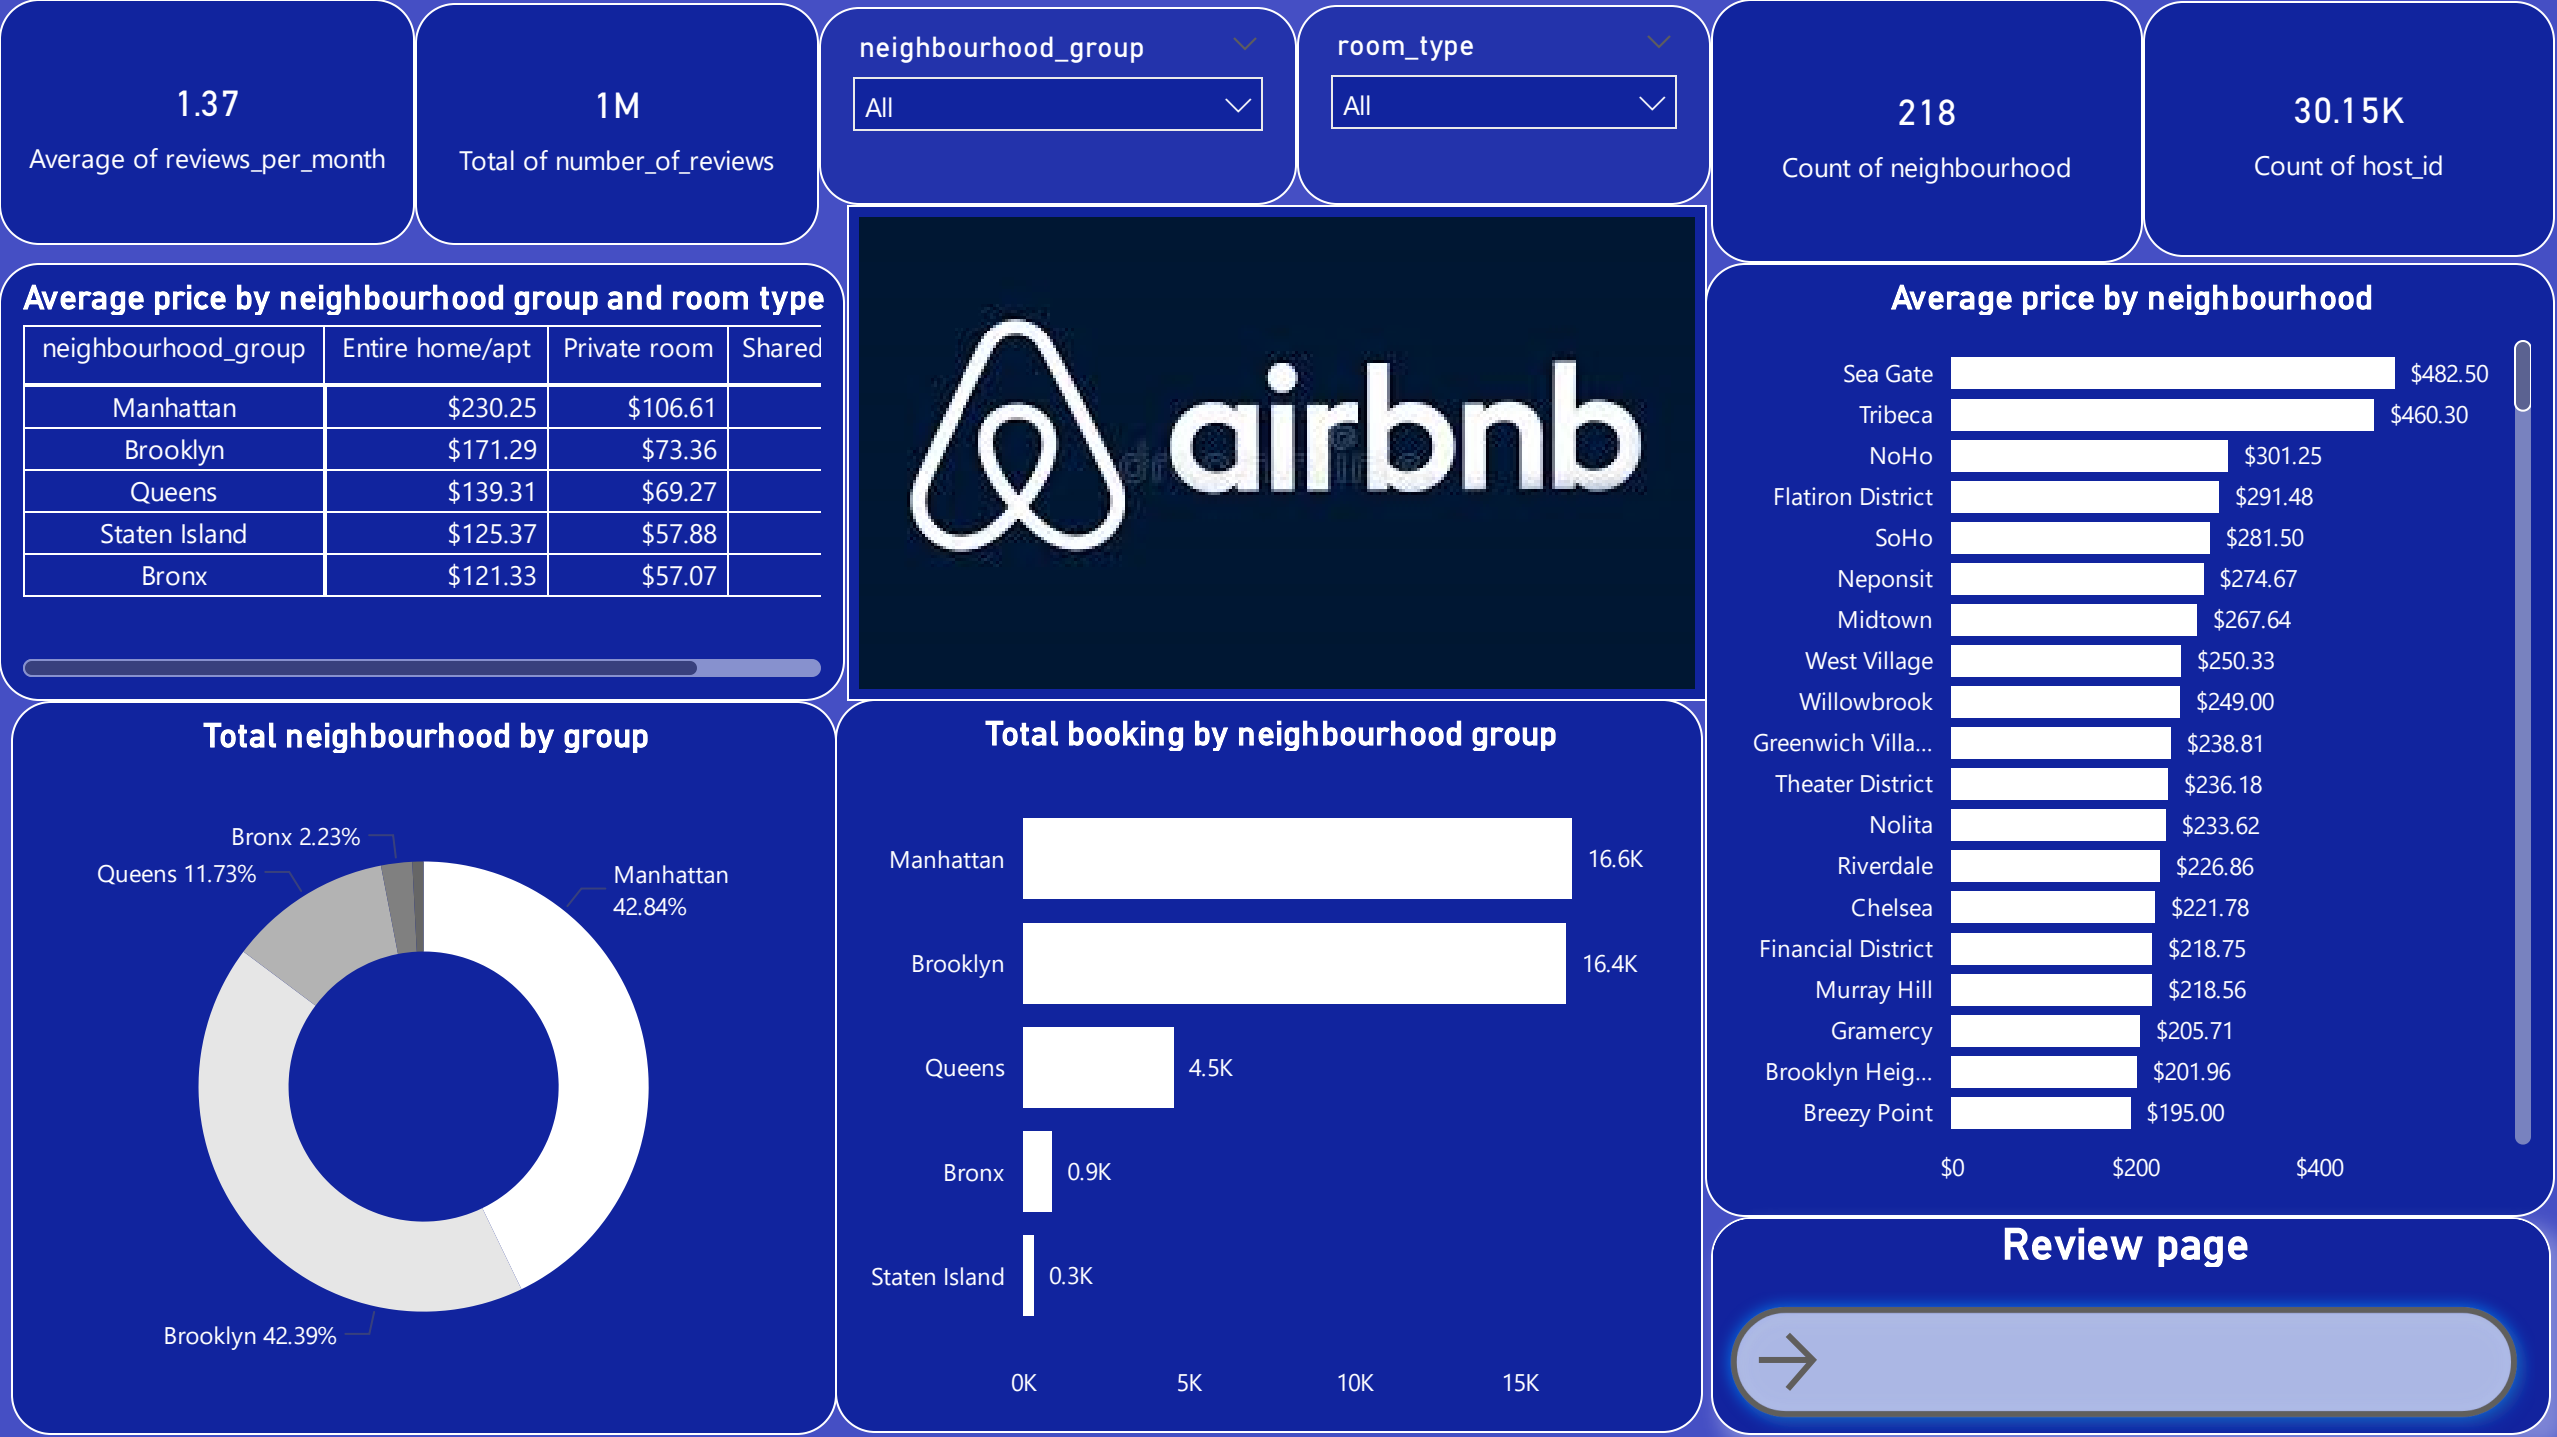 1.37
Average of reviews_per_month
1M
Total of number_of_reviews
neighbourhood_group
All
room_type
All
218
Count of neighbourhood
30.15K
Count of host_id
Average price by neighbourhood group and room type
neighbourhood_group Entire home/apt Private room Shared
Manhattan $230.25 $106.61
Brooklyn $171.29 $73.36
Queens $139.31 $69.27
Staten Island $125.37 $57.88
Bronx $121.33 $57.07
airbnb
Average price by neighbourhood
Sea Gate $482.50
Tribeca $460.30
NoHo $301.25
Flatiron District $291.48
SoHo $281.50
Neponsit $274.67
Midtown $267.64
West Village $250.33
Willowbrook $249.00
Greenwich Villa... $238.81
Theater District $236.18
Nolita $233.62
Riverdale $226.86
Chelsea $221.78
Financial District $218.75
Murray Hill $218.56
Gramercy $205.71
Brooklyn Heig... $201.96
Breezy Point $195.00
$0 $200 $400
Total neighbourhood by group
Bronx 2.23%
Queens 11.73%
Manhattan
42.84%
Brooklyn 42.39%
Total booking by neighbourhood group
Manhattan 16.6K
Brooklyn 16.4K
Queens 4.5K
Bronx 0.9K
Staten Island 0.3K
0K 5K 10K 15K
Review page